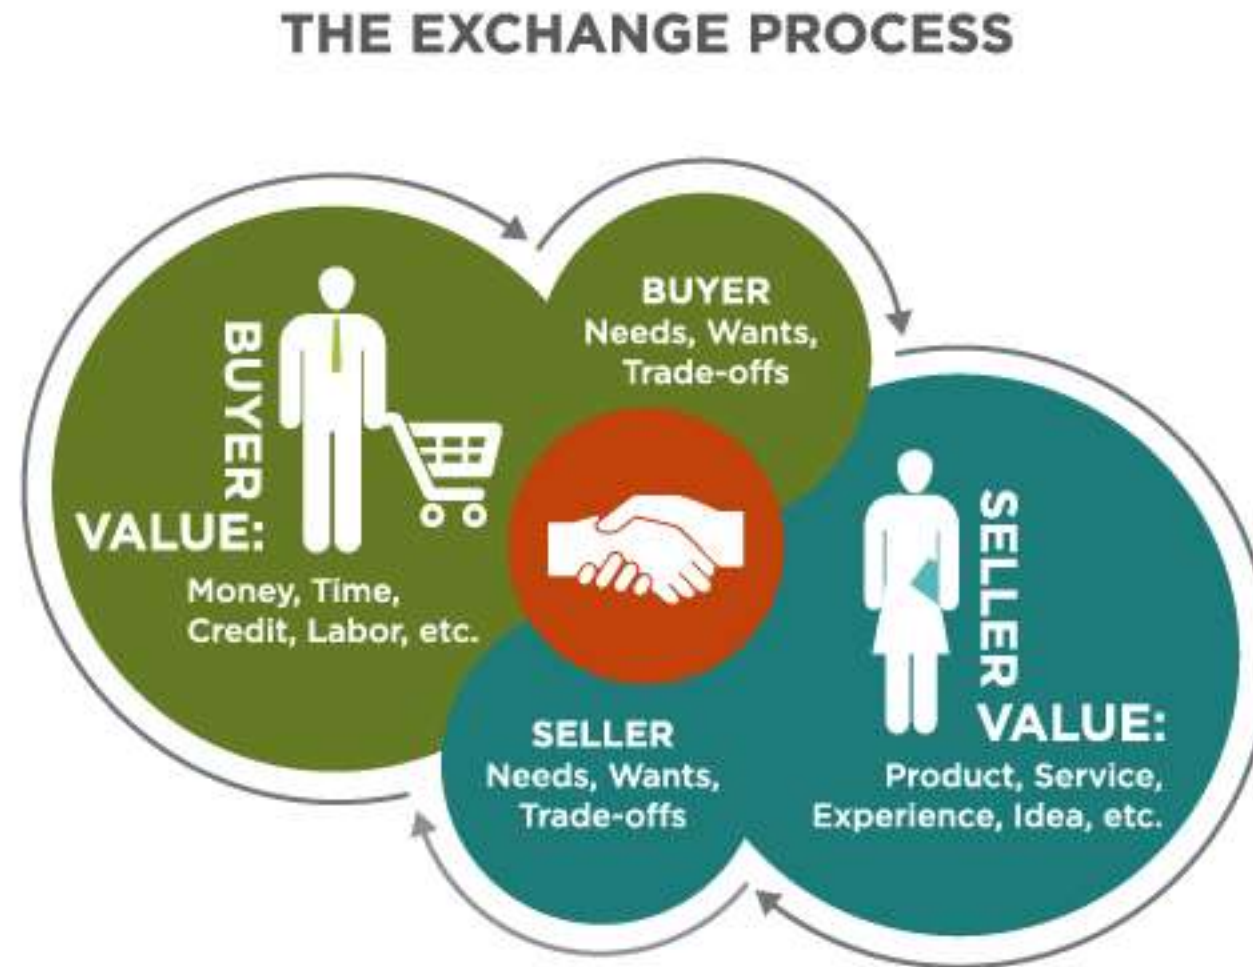 THE EXCHANGE PROCESS
BUYER
VALUE:
Money, Time,
Credit, Labor, etc.
BUYER
Needs, Wants,
Trade-offs
SELLER
Needs, Wants,
Trade-offs
SELLER
VALUE:
Product, Service,
Experience, Idea, etc.